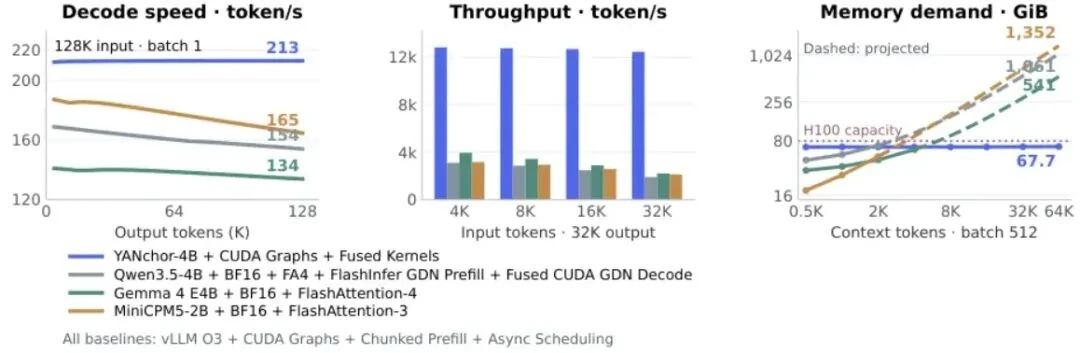 Decode speed · token/s
128K input · batch 1
213
165
154
134
220
200
160
120
0
64
128
Output tokens (K)
Throughput · token/s
12k
8k
4k
0
4K
8K
16K
32K
Input tokens · 32K output
Memory demand · GiB
Dashed: projected
1,352
1,061
541
H100 capacity
67.7
1,024
256
80
16
0.5K
2K
8K
32K
64K
Context tokens · batch 512
YANchor-4B + CUDA Graphs + Fused Kernels
Qwen3.5-4B + BF16 + FA4 + FlashInfer GDN Prefill + Fused CUDA GDN Decode
Gemma 4 E4B + BF16 + FlashAttention-4
MiniCPM5-2B + BF16 + FlashAttention-3
All baselines: vLLM O3 + CUDA Graphs + Chunked Prefill + Async Scheduling